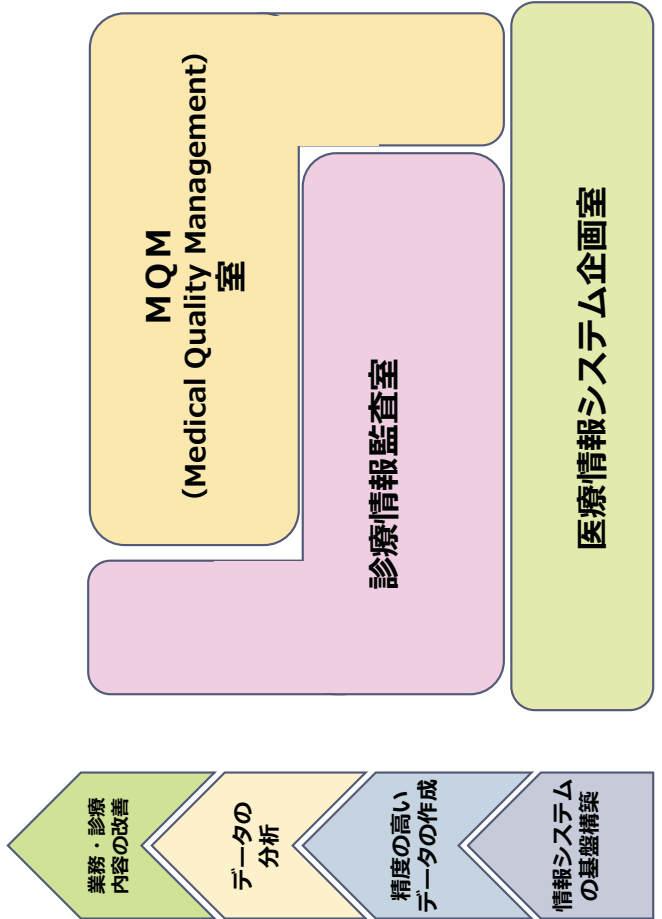 MQM
(Medical Quality Management)
室
診療情報監査室
医療情報システム企画室
業務・診療
内容の改善
データの
分析
精度の高い
データの作成
情報システム
の基盤構築